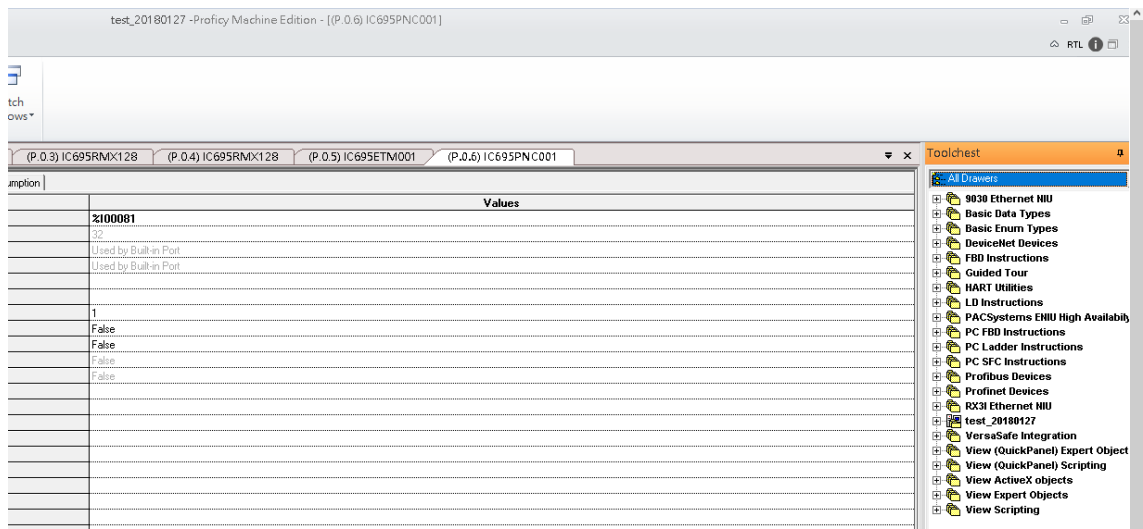 test_20180127 -Proficy Machine Edition - [(P.0.6) IC695PNC001]
RTL
tch
ows
(P.0.3) IC695RMX128
(P.0.4) IC695RMX128
(P.0.5) IC695ETM001
(P.0.6) IC695PNC001
umption
Values
%I00081
32
Used by Built-in Port
Used by Built-in Port
1
False
False
False
False
Toolchest
All Drawers
9030 Ethernet NIU
Basic Data Types
Basic Enum Types
DeviceNet Devices
FBD Instructions
Guided Tour
HART Utilities
LD Instructions
PACSystems ENIU High Availabily
PC FBD Instructions
PC Ladder Instructions
PC SFC Instructions
Profibus Devices
Profinet Devices
RX3I Ethernet NIU
test_20180127
VersaSafe Integration
View (QuickPanel) Expert Object
View (QuickPanel) Scripting
View ActiveX objects
View Expert Objects
View Scripting